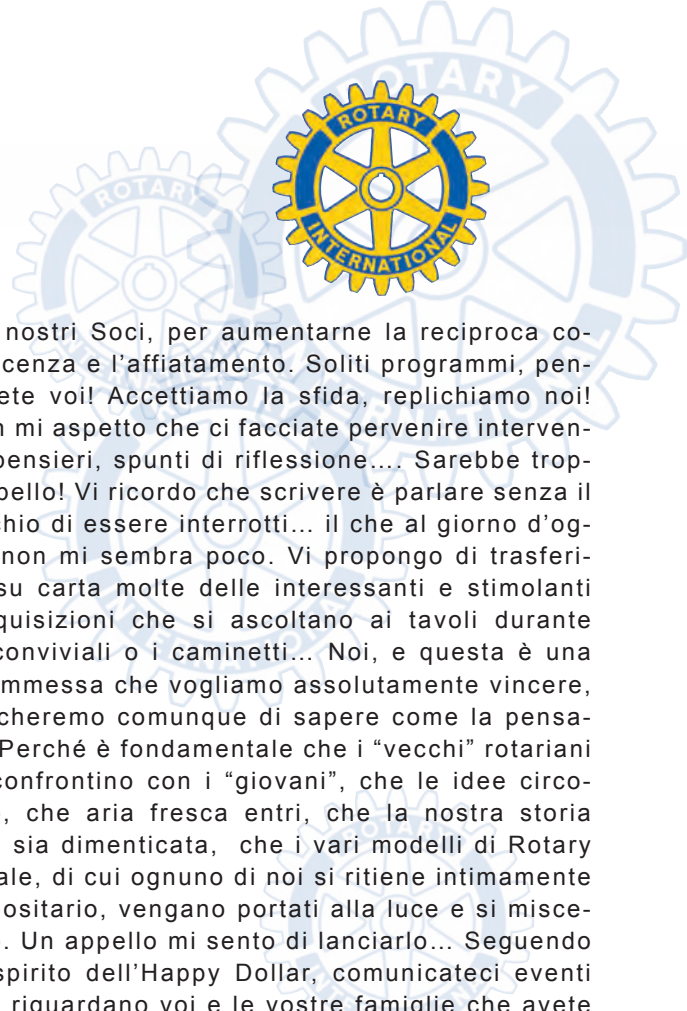 ROTARY
INTERNATIONAL
nostri Soci, per aumentarne la reciproca co-
cenza e l’affiatamento. Soliti programmi, pen-
ete voi! Accettiamo la sfida, replichiamo noi!
mi aspetto che ci facciate pervenire interven-
pensieri, spunti di riflessione.... Sarebbe trop-
bello! Vi ricordo che scrivere è parlare senza il
chio di essere interrotti... il che al giorno d’og-
non mi sembra poco. Vi propongo di trasferi-
su carta molte delle interessanti e stimolanti
quisizioni che si ascoltano ai tavoli durante
conviviali o i caminetti... Noi, e questa è una
mmessa che vogliamo assolutamente vincere,
cheremo comunque di sapere come la pensa-
Perché è fondamentale che i “vecchi” rotariani
confrontino con i “giovani”, che le idee circo-
, che aria fresca entri, che la nostra storia
sia dimenticata, che i vari modelli di Rotary
ale, di cui ognuno di noi si ritiene intimamente
ositario, vengano portati alla luce e si misce-
. Un appello mi sento di lanciarlo... Seguendo
spirito dell’Happy Dollar, comunicateci eventi
riguardano voi e le vostre famiglie che avete